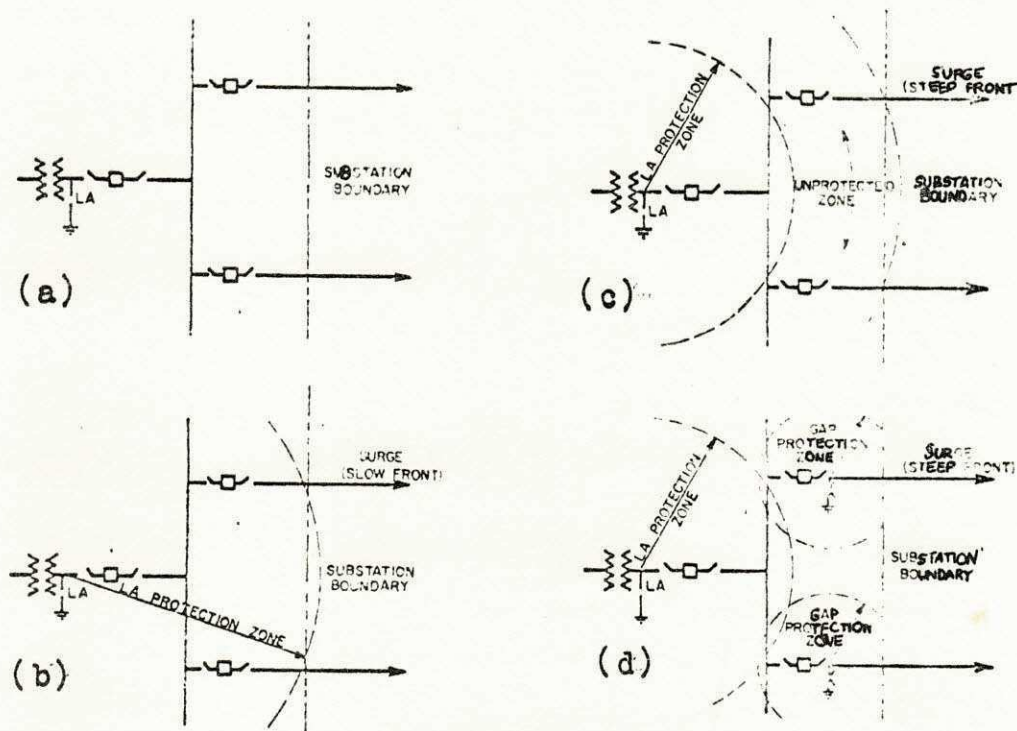 SUBSTATION
BOUNDARY
LA
(a)
SURGE
(STEEP FRONT)
LA PROTECTION
ZONE
UNPROTECTED
ZONE
SUBSTATION
BOUNDARY
LA
(c)
SURGE
(SLOW FRONT)
SUBSTATION
BOUNDARY
LA
LA PROTECTION ZONE
(b)
GAP
PROTECTION
ZONE
SURGE
(STEEP FRONT)
LA PROTECTION
ZONE
SUBSTATION
BOUNDARY
LA
GAP
PROTECTION
ZONE
(d)